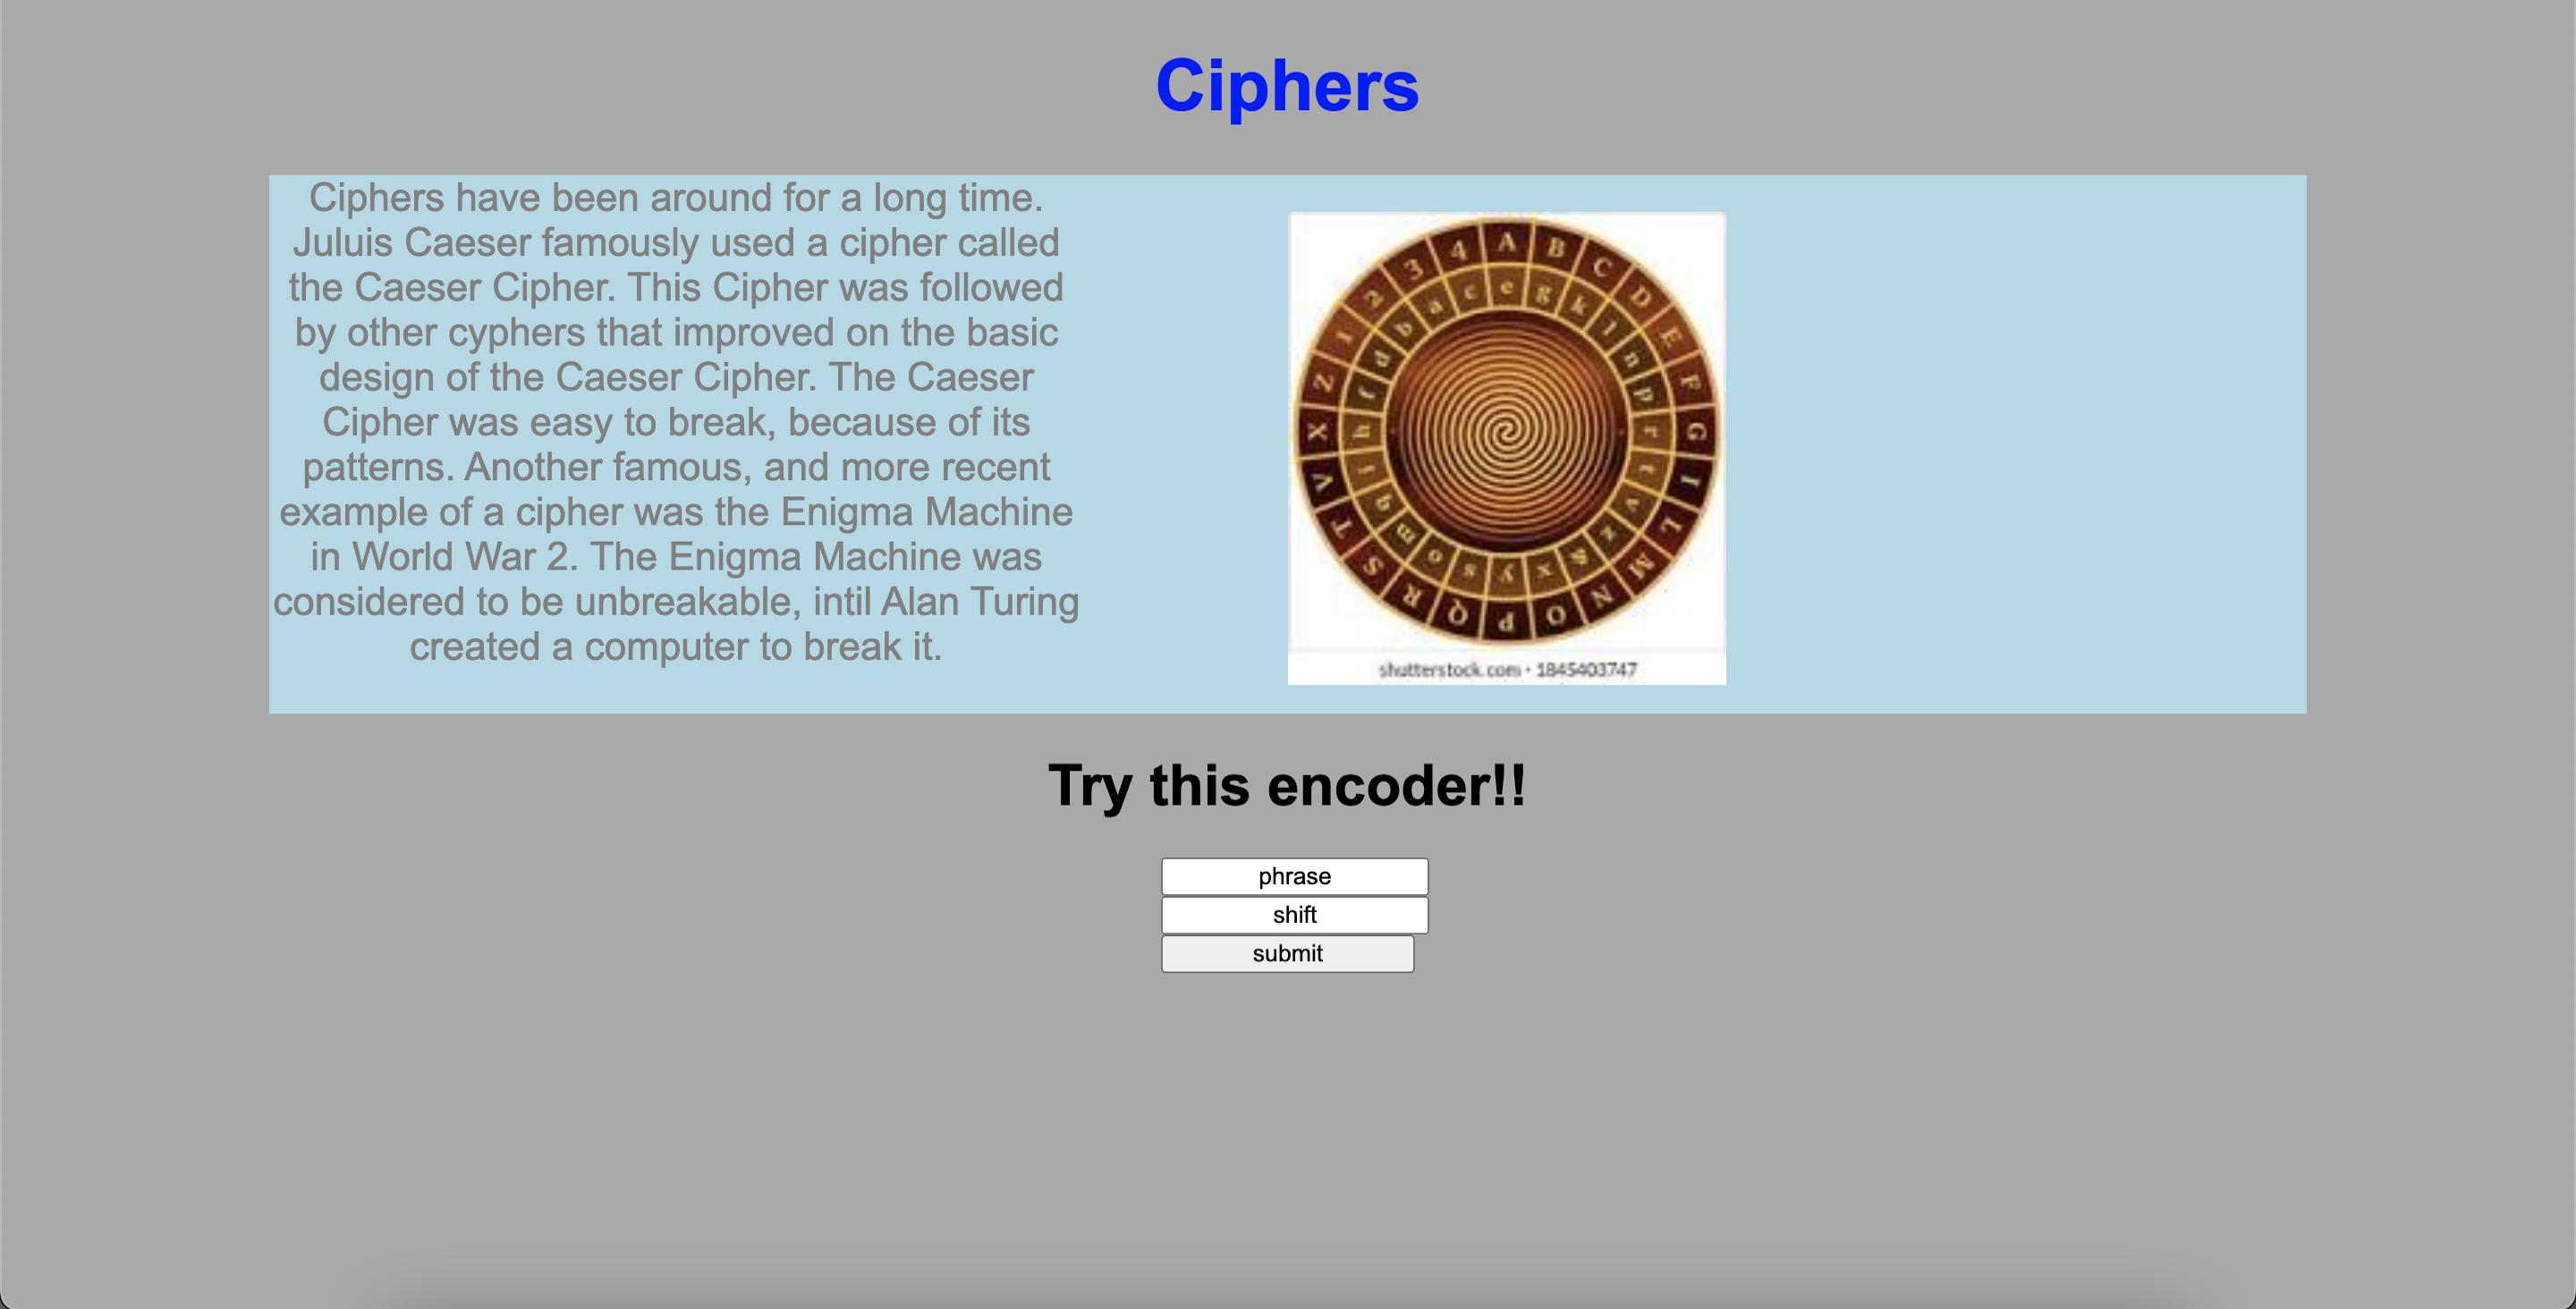 Ciphers
Ciphers have been around for a long time.
Juluis Caeser famously used a cipher called
the Caeser Cipher. This Cipher was followed
by other cyphers that improved on the basic
design of the Caeser Cipher. The Caeser
Cipher was easy to break, because of its
patterns. Another famous, and more recent
example of a cipher was the Enigma Machine
in World War 2. The Enigma Machine was
considered to be unbreakable, intil Alan Turing
created a computer to break it.
A B C D E F G I L M N O P Q R S T V X Z 1 2 3 4
e g k l n p r t v z & x y s o m q i h f d b a c
shutterstock.com · 1845403747
Try this encoder!!
phrase
shift
submit